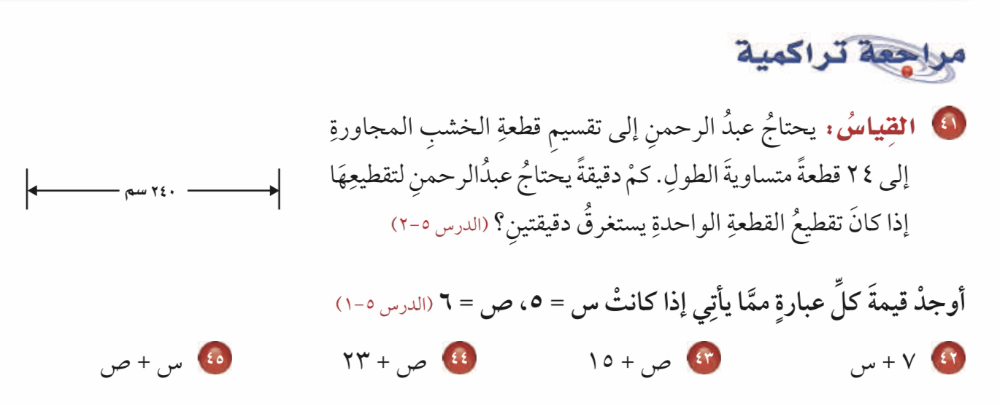 مراجعة تراكمية
٤١ القِياسُ: يحتاجُ عبدُ الرحمنِ إلى تقسيمِ قطعةِ الخشبِ المجاورةِ
إلى ٢٤ قطعةً متساويةَ الطولِ. كمْ دقيقةً يحتاجُ عبدُالرحمنِ لتقطيعِهَا
٢٤٠ سم
إذا كانَ تقطيعُ القطعةِ الواحدةِ يستغرقُ دقيقتينِ؟ (الدرس ٥-٢)
أوجدْ قيمةَ كلِّ عبارةٍ ممَّا يأتِي إذا كانتْ س = ٥، ص = ٦ (الدرس ٥-١)
٤٢ ٧ + س ٤٣ ص + ١٥ ٤٤ ص + ٢٣ ٤٥ س + ص